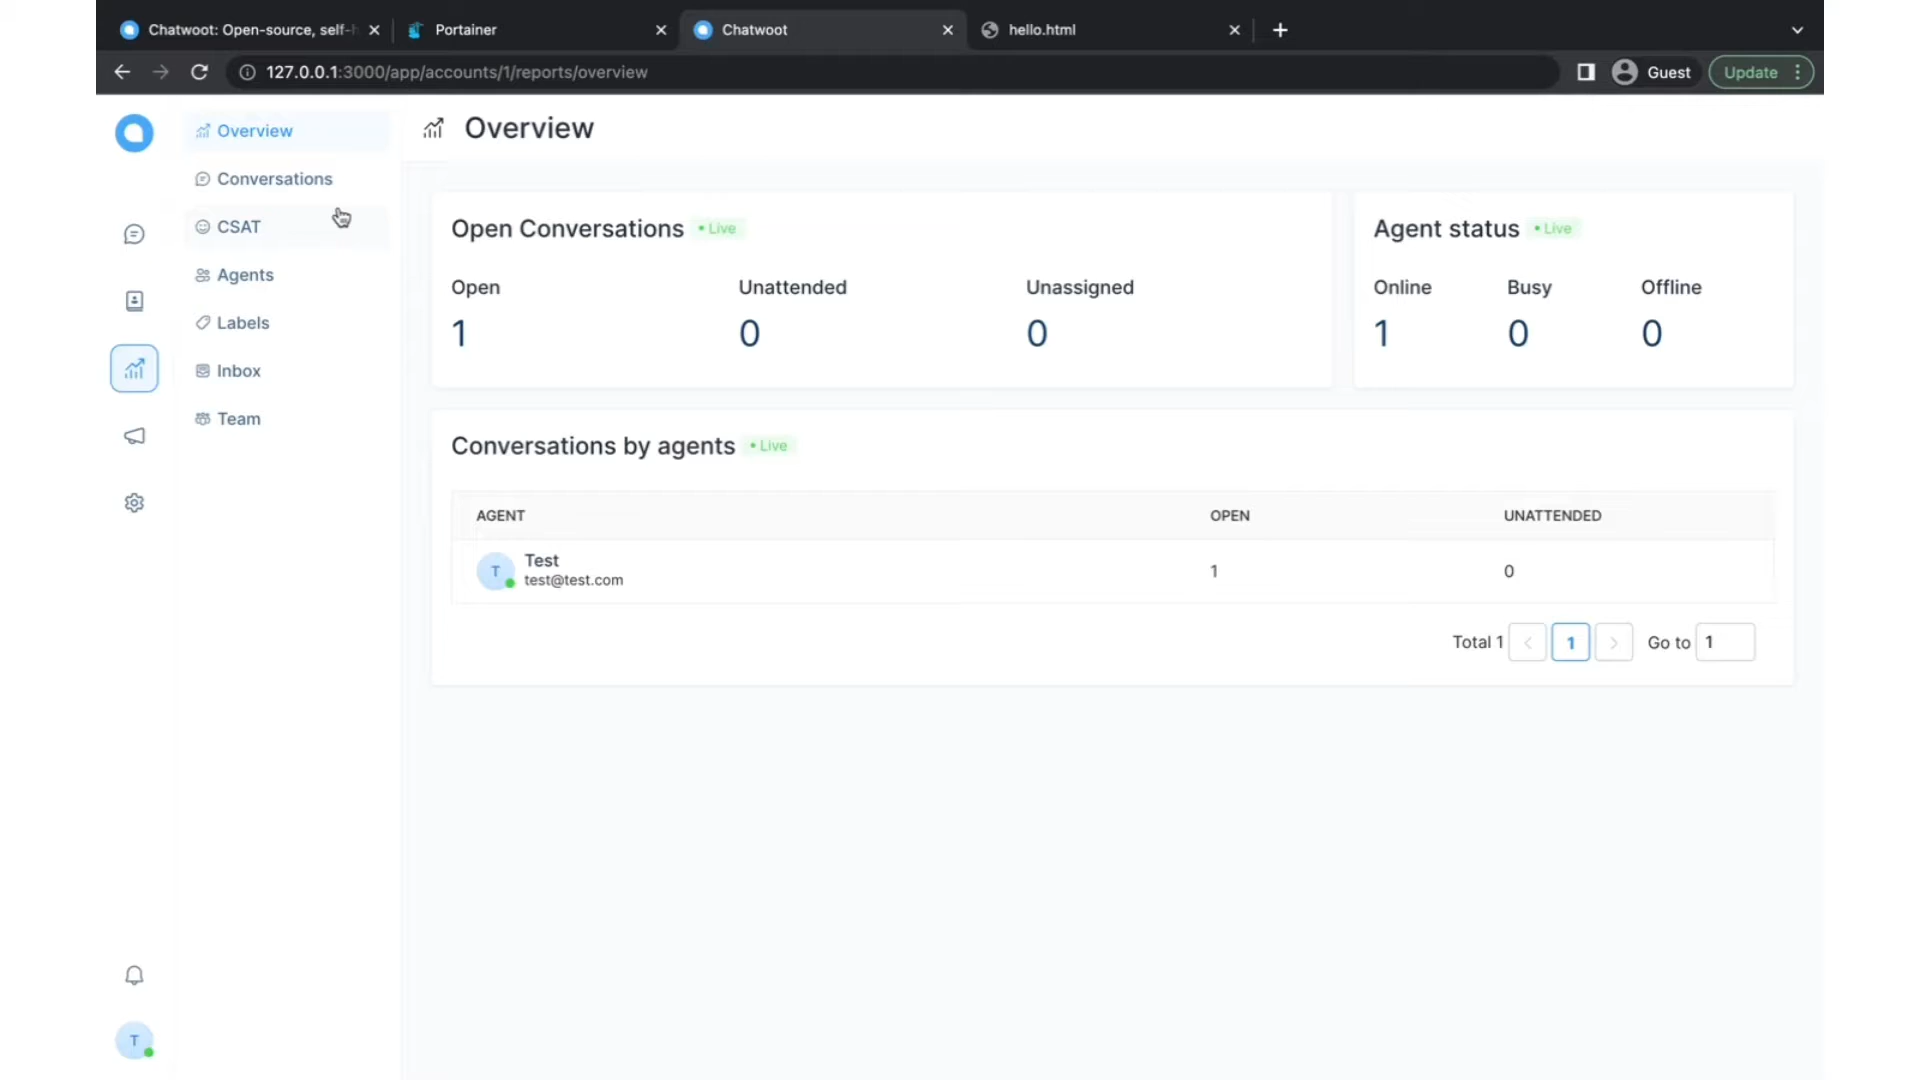 Chatwoot: Open-source, self-h
Portainer
Chatwoot
hello.html
127.0.0.1:3000/app/accounts/1/reports/overview
Guest
Update
Overview
Conversations
CSAT
Agents
Labels
Inbox
Team
Overview
Open Conversations • Live
Open Unattended Unassigned
1 0 0
Agent status • Live
Online Busy Offline
1 0 0
Conversations by agents • Live
AGENT OPEN UNATTENDED
T Test 1 0
test@test.com
Total 1 < 1 > Go to 1
T